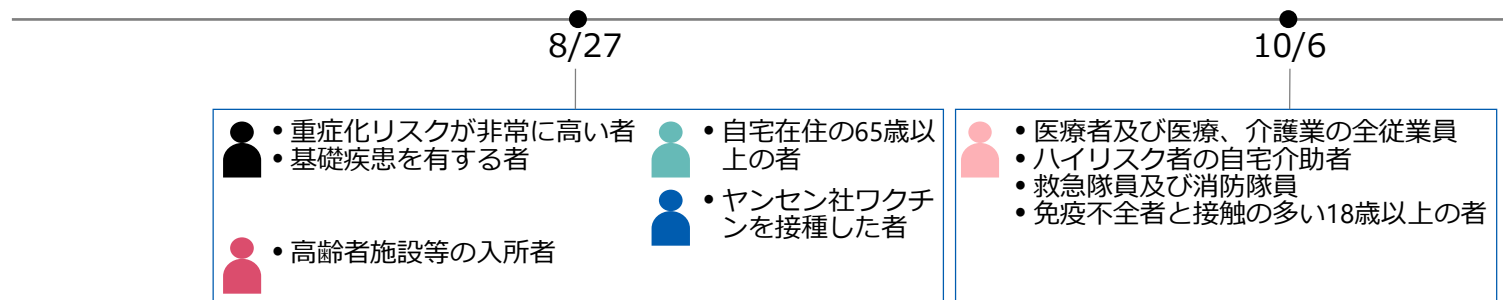 8/27
• 重症化リスクが非常に高い者
• 基礎疾患を有する者
• 高齢者施設等の入所者
• 自宅在住の65歳以
上の者
• ヤンセン社ワクチ
ンを接種した者
10/6
• 医療者及び医療、介護業の全従業員
• ハイリスク者の自宅介助者
• 救急隊員及び消防隊員
• 免疫不全者と接触の多い18歳以上の者